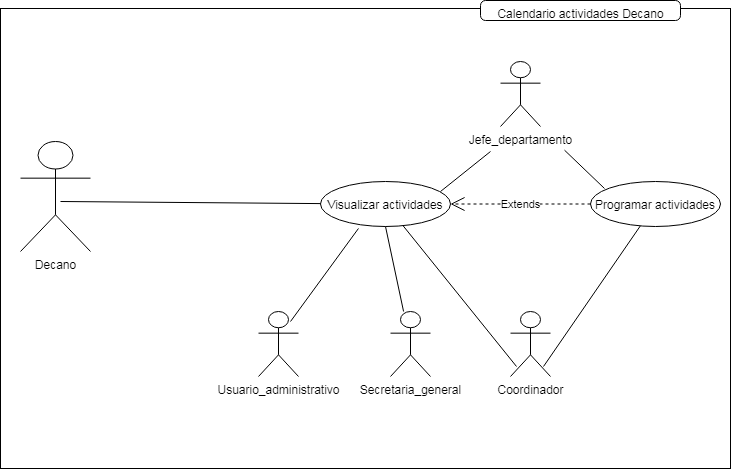 Calendario actividades Decano
Jefe_departamento
Visualizar actividades
Extends
Programar actividades
Decano
Usuario_administrativo
Secretaria_general
Coordinador